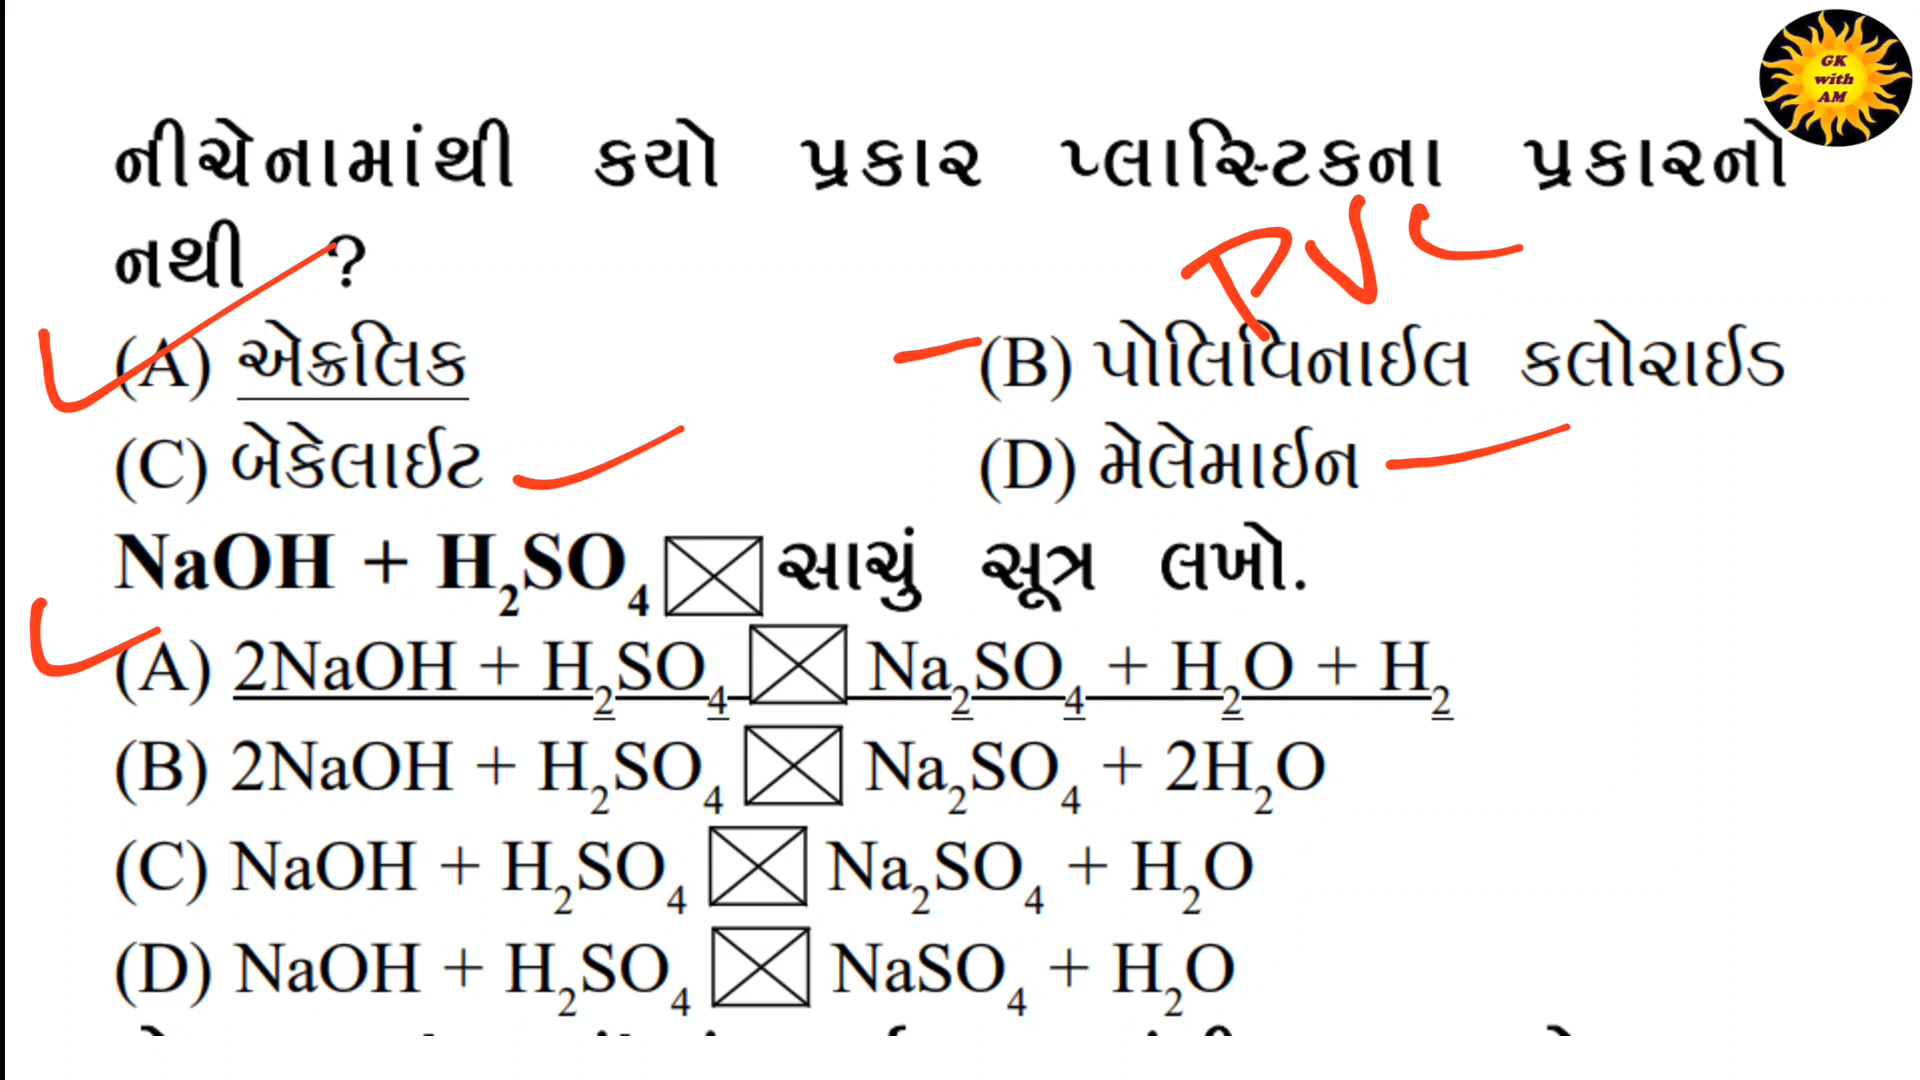 GK
with
AM
નીચેનામાંથી કયો પ્રકાર પ્લાસ્ટિકના પ્રકારનો
નથી ?
PVC
(A) એક્રલિક (B) પોલિવિનાઈલ કલોરાઈડ
(C) બેકેલાઈટ (D) મેલેમાઈન
NaOH + H₂SO₄ ☒ સાચું સૂત્ર લખો.
(A) 2NaOH + H₂SO₄ ☒ Na₂SO₄ + H₂O + H₂
(B) 2NaOH + H₂SO₄ ☒ Na₂SO₄ + 2H₂O
(C) NaOH + H₂SO₄ ☒ Na₂SO₄ + H₂O
(D) NaOH + H₂SO₄ ☒ NaSO₄ + H₂O